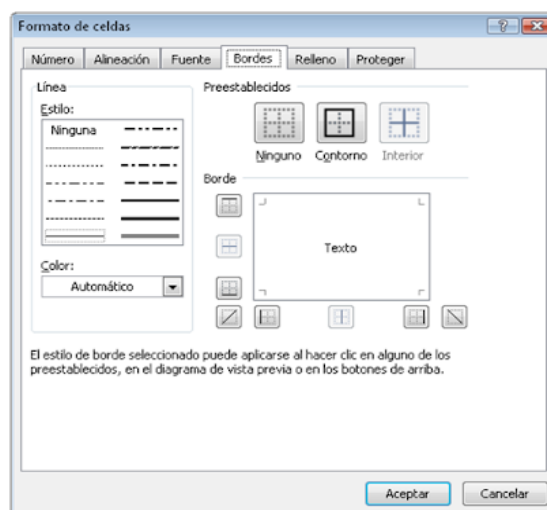 Formato de celdas
Número Alineación Fuente Bordes Relleno Proteger
Línea
Estilo:
Ninguna
Color:
Automático
Preestablecidos
Ninguno Contorno Interior
Borde
Texto
El estilo de borde seleccionado puede aplicarse al hacer clic en alguno de los
preestablecidos, en el diagrama de vista previa o en los botones de arriba.
Aceptar Cancelar